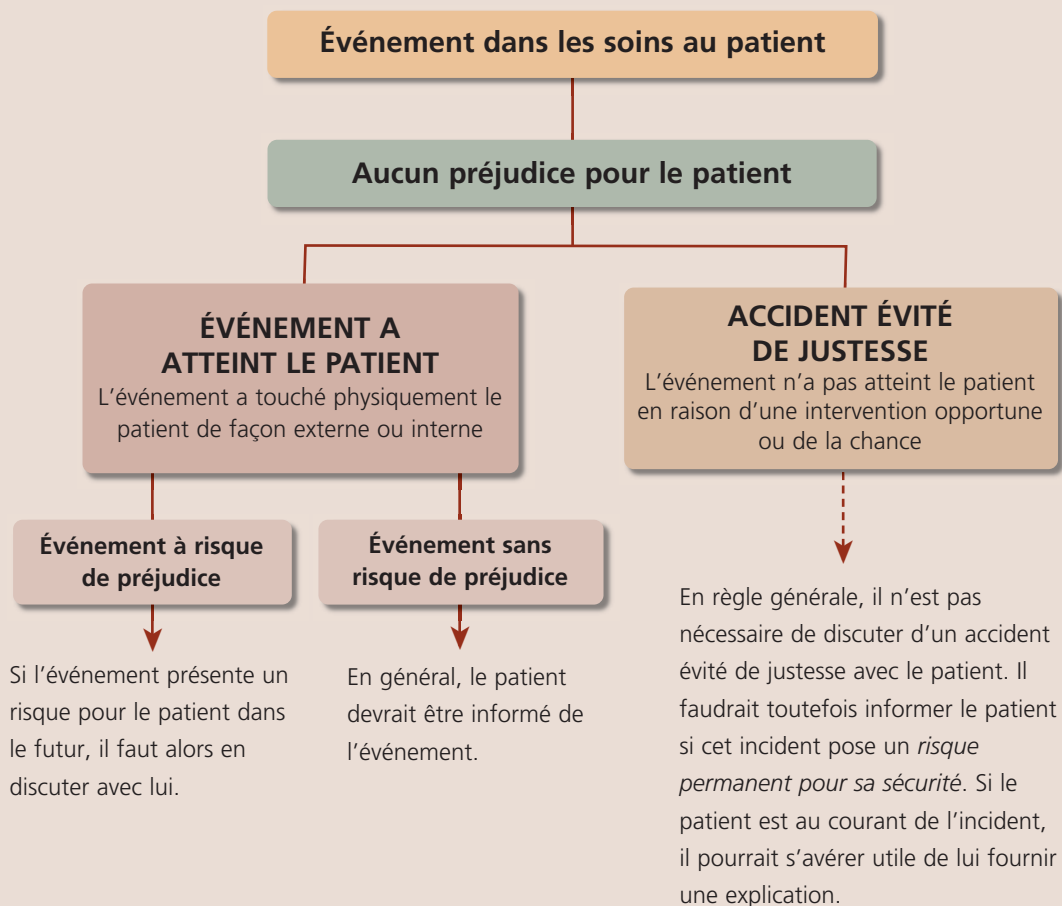 Événement dans les soins au patient
Aucun préjudice pour le patient
ÉVÉNEMENT A
ATTEINT LE PATIENT
L’événement a touché physiquement le
patient de façon externe ou interne
ACCIDENT ÉVITÉ
DE JUSTESSE
L’événement n’a pas atteint le patient
en raison d’une intervention opportune
ou de la chance
Événement à risque
de préjudice
Événement sans
risque de préjudice
Si l’événement présente un
risque pour le patient dans
le futur, il faut alors en
discuter avec lui.
En général, le patient
devrait être informé de
l’événement.
En règle générale, il n’est pas
nécessaire de discuter d’un accident
évité de justesse avec le patient. Il
faudrait toutefois informer le patient
si cet incident pose un risque
permanent pour sa sécurité. Si le
patient est au courant de l’incident,
il pourrait s’avérer utile de lui fournir
une explication.